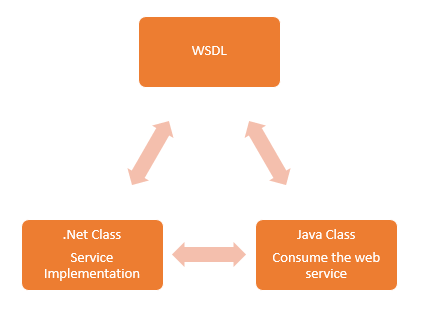 WSDL
.Net Class
Service
Implementation
Java Class
Consume the web
service